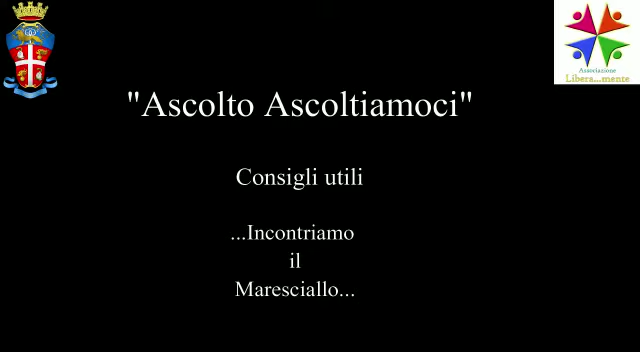 Associazione
Libera...mente
"Ascolto Ascoltiamoci"
Consigli utili
...Incontriamo
il
Maresciallo...